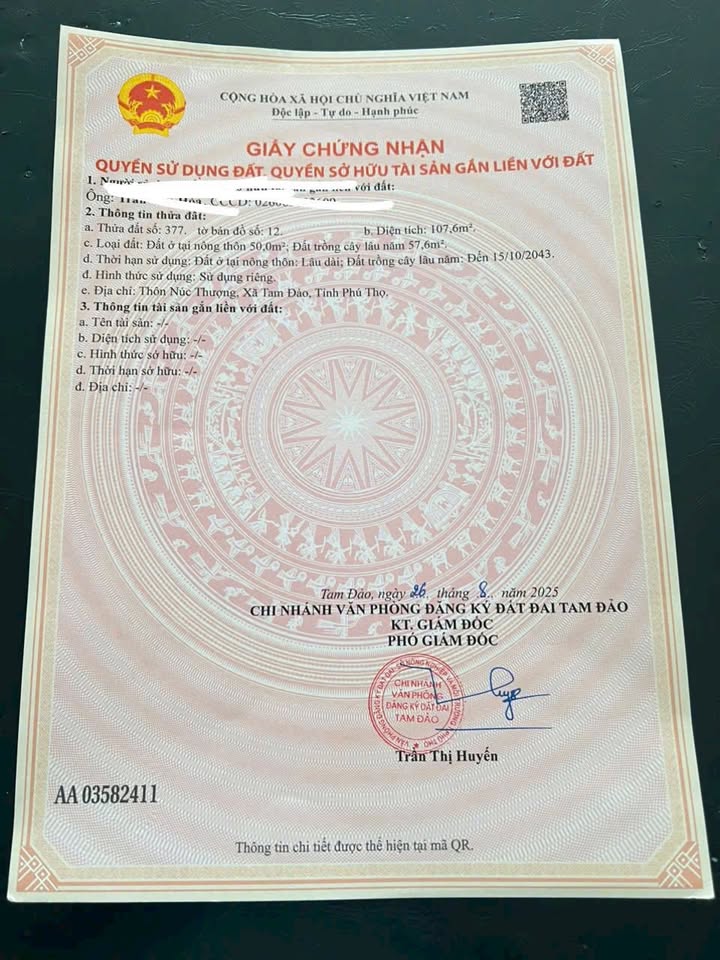 CỘNG HÒA XÃ HỘI CHỦ NGHĨA VIỆT NAM
Độc lập - Tự do - Hạnh phúc
GIẤY CHỨNG NHẬN
QUYỀN SỬ DỤNG ĐẤT, QUYỀN SỞ HỮU TÀI SẢN GẮN LIỀN VỚI ĐẤT
1. Người hữu tài sản gắn liền với đất:
Ông: CCCD:
2. Thông tin thửa đất:
a. Thửa đất số: 377. tờ bản đồ số: 12. b. Diện tích: 107,6m².
c. Loại đất: Đất ở tại nông thôn 50,0m²; Đất trồng cây lâu năm 57,6m².
d. Thời hạn sử dụng: Đất ở tại nông thôn: Lâu dài; Đất trồng cây lâu năm: Đến 15/10/2043.
đ. Hình thức sử dụng: Sử dụng riêng.
e. Địa chỉ: Thôn Núc Thượng, Xã Tam Đảo, Tỉnh Phú Thọ.
3. Thông tin tài sản gắn liền với đất:
a. Tên tài sản: -/-
b. Diện tích sử dụng: -/-
c. Hình thức sở hữu: -/-
d. Thời hạn sở hữu: -/-
đ. Địa chỉ: -/-
Tam Đảo, ngày 26 tháng 8 năm 2025
CHI NHÁNH VĂN PHÒNG ĐĂNG KÝ ĐẤT ĐAI TAM ĐẢO
KT. GIÁM ĐỐC
PHÓ GIÁM ĐỐC
CHI NHÁNH
VĂN PHÒNG
ĐĂNG KÝ ĐẤT ĐAI
TAM ĐẢO
Trần Thị Huyến
AA 03582411
Thông tin chi tiết được thể hiện tại mã QR.